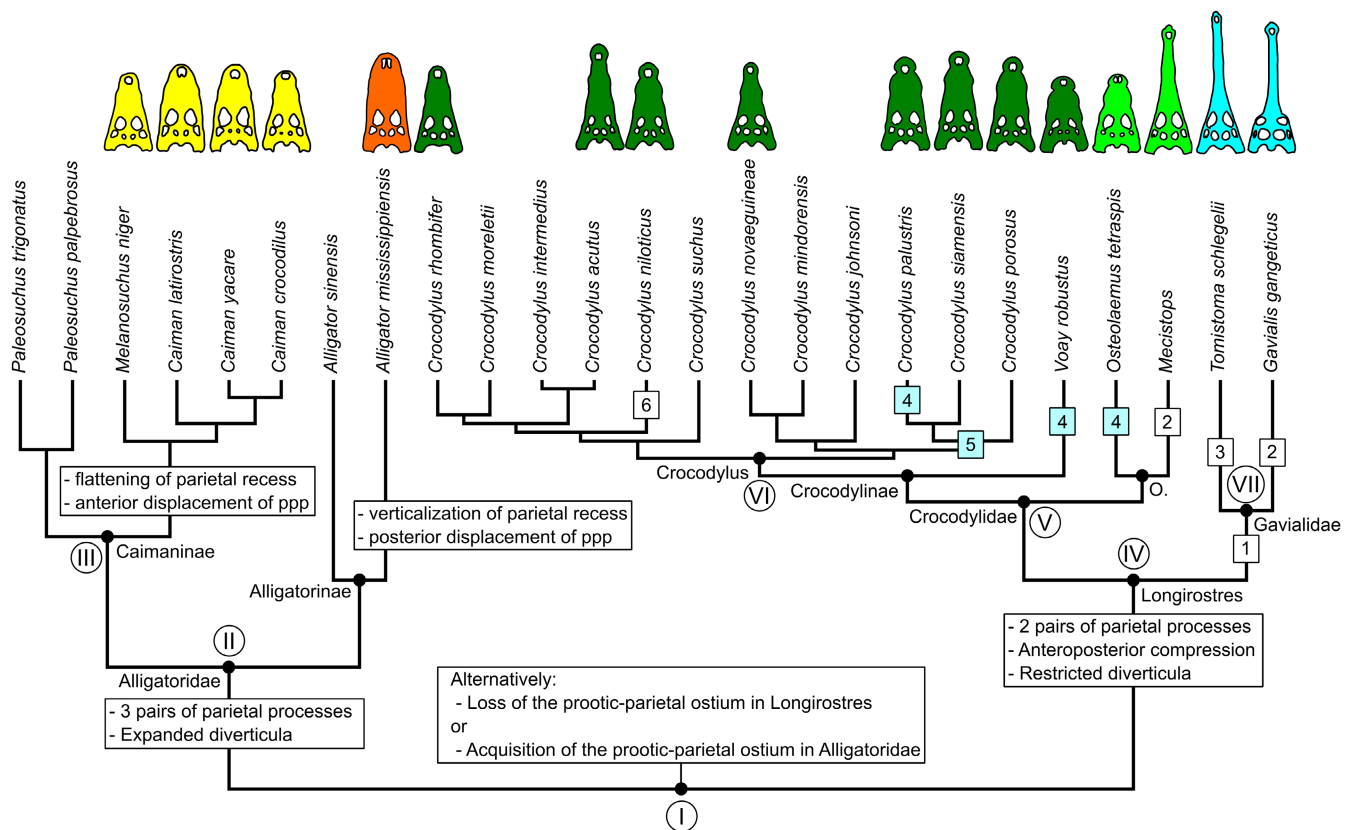 Paleosuchus trigonatus
Paleosuchus palpebrosus
Melanosuchus niger
Caiman latirostris
Caiman yacare
Caiman crocodilus
Alligator sinensis
Alligator mississippiensis
Crocodylus rhombifer
Crocodylus moreletii
Crocodylus intermedius
Crocodylus acutus
Crocodylus niloticus
Crocodylus suchus
Crocodylus novaeguineae
Crocodylus mindorensis
Crocodylus johnsoni
Crocodylus palustris
Crocodylus siamensis
Crocodylus porosus
Voay robustus
Osteolaemus tetraspis
Mecistops
Tomistoma schlegelii
Gavialis gangeticus
6
4
5
4
4
2
3
2
- flattening of parietal recess
- anterior displacement of ppp
Crocodylus
VI
Crocodylinae
O.
VII
- verticalization of parietal recess
- posterior displacement of ppp
Crocodylidae
V
Gavialidae
III
Caimaninae
IV
1
Alligatorinae
Longirostres
II
- 2 pairs of parietal processes
- Anteroposterior compression
- Restricted diverticula
Alligatoridae
- 3 pairs of parietal processes
- Expanded diverticula
Alternatively:
- Loss of the prootic-parietal ostium in Longirostres
or
- Acquisition of the prootic-parietal ostium in Alligatoridae
I